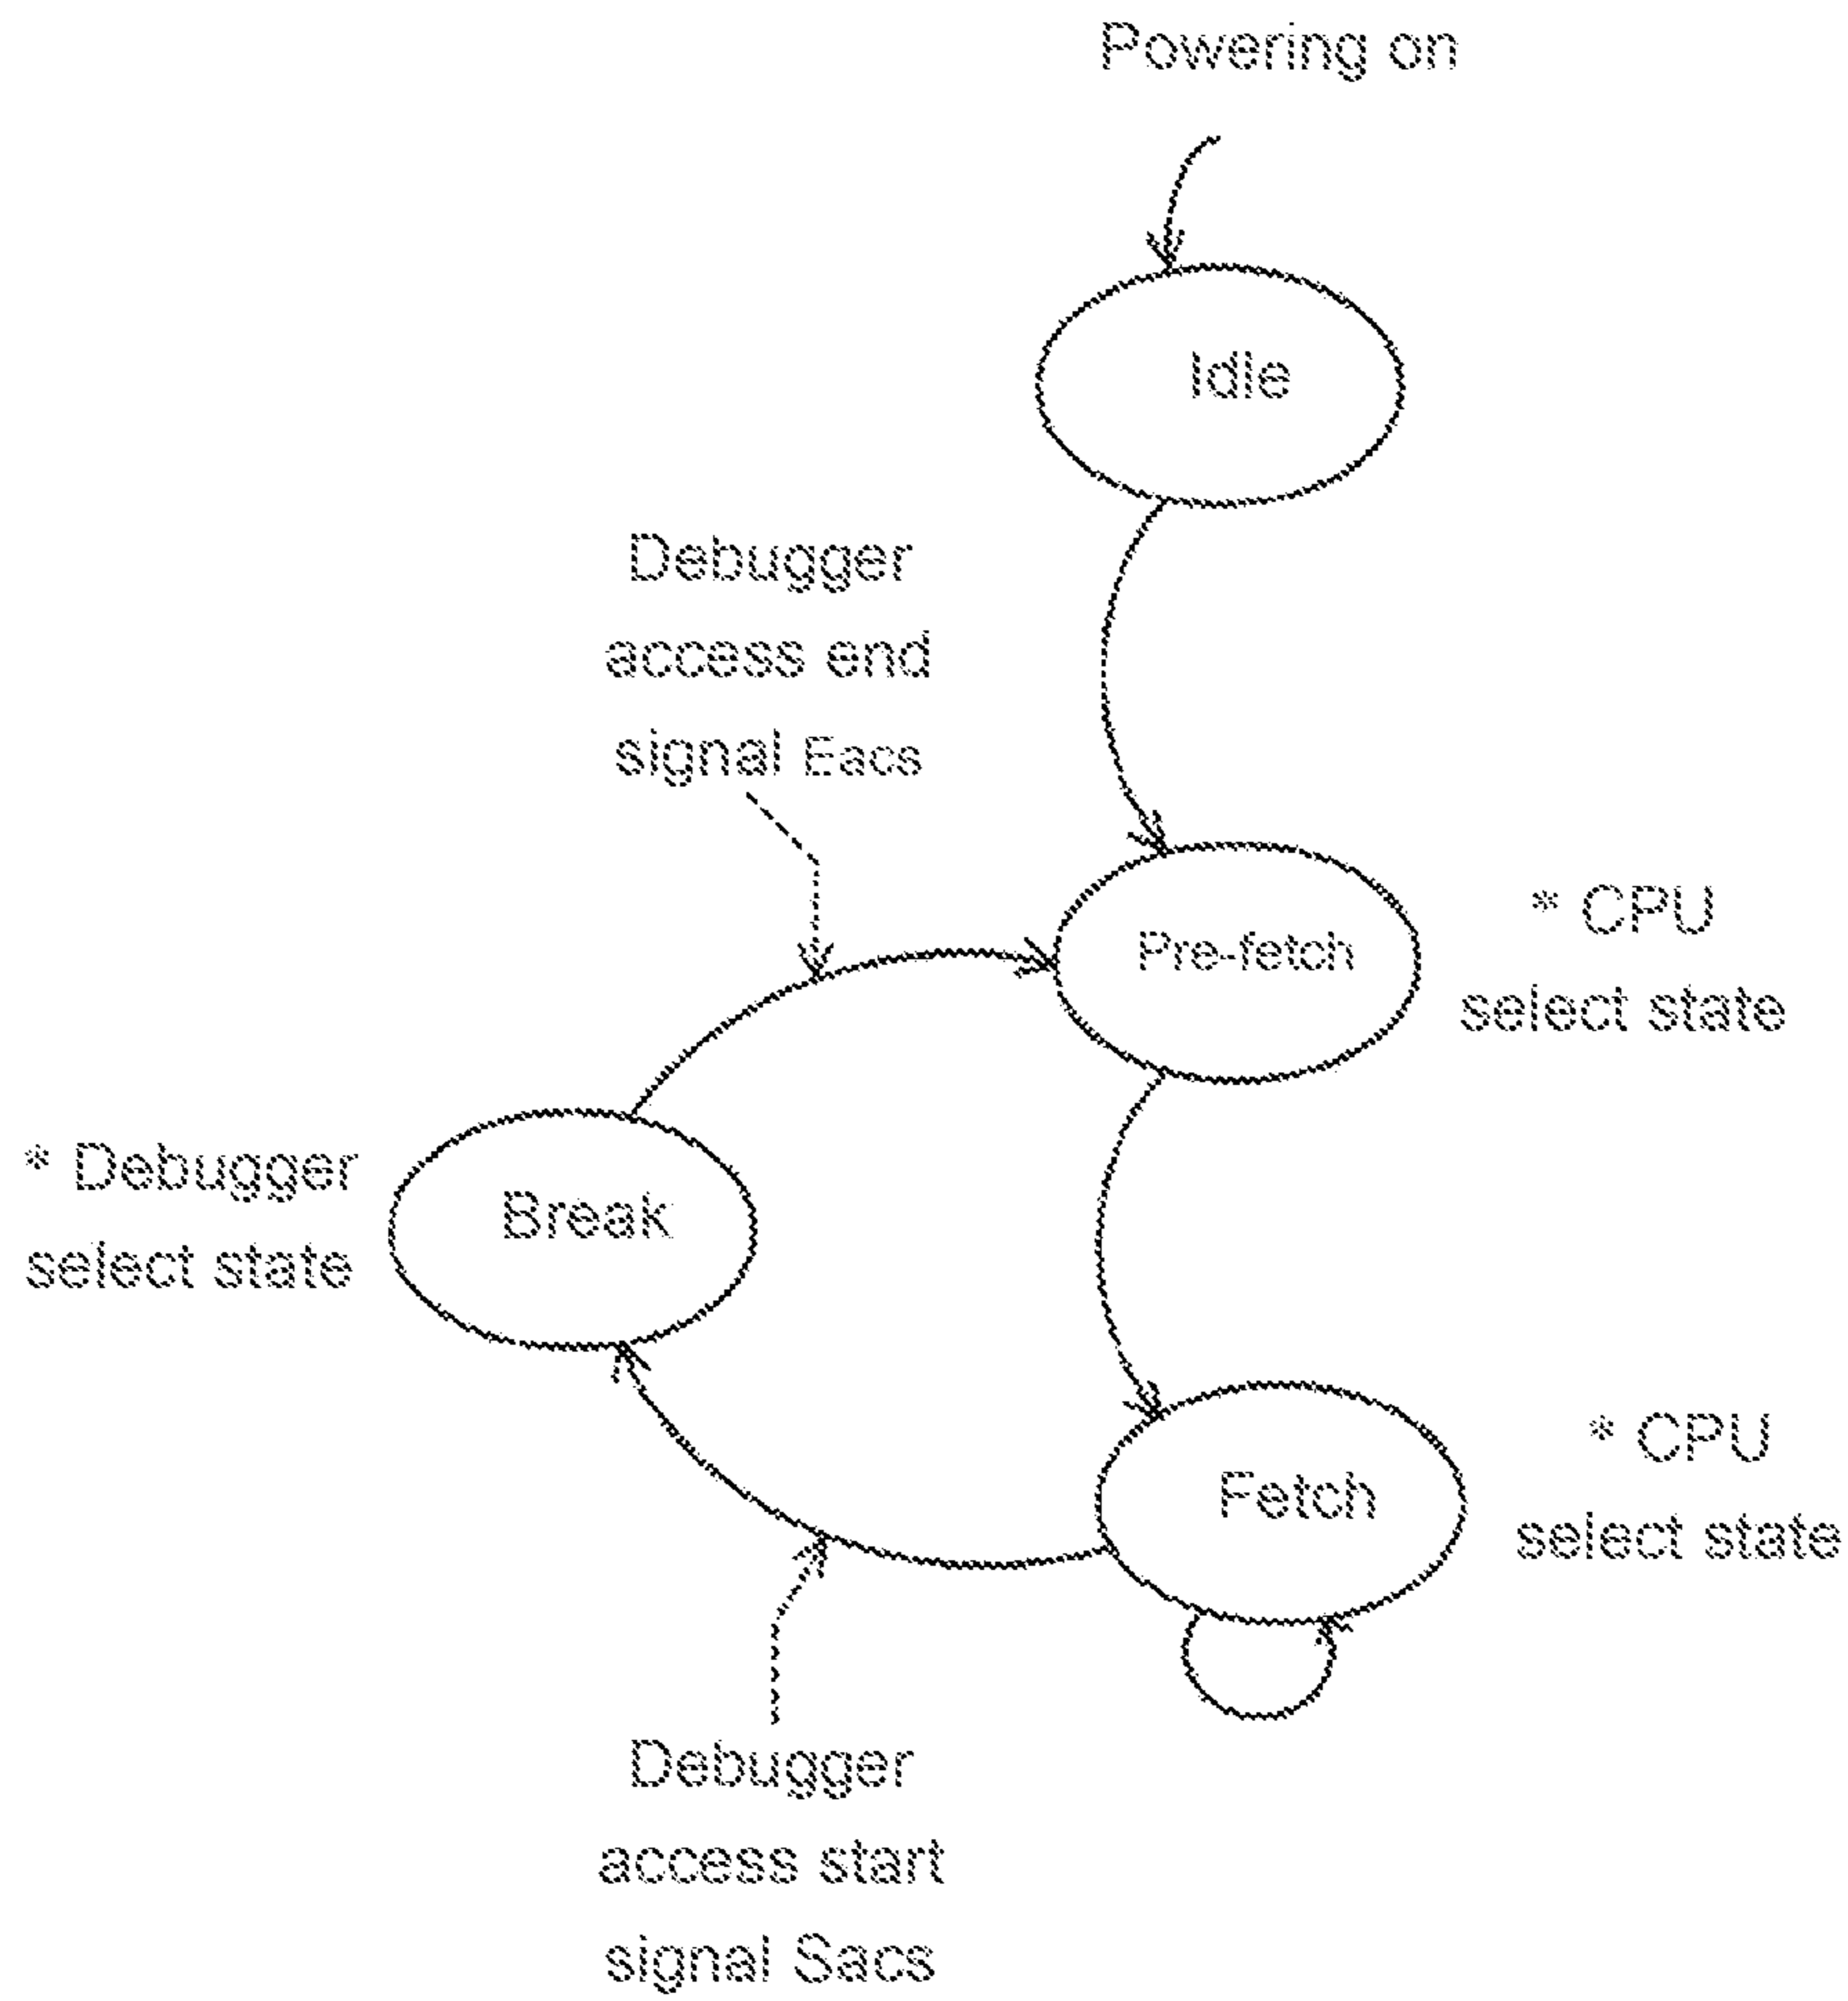 Powering on
Idle
Debugger
access end
signal Eacs
Pre-fetch
* CPU
select state
* Debugger
select state
Break
Fetch
* CPU
select state
Debugger
access start
signal Sacs